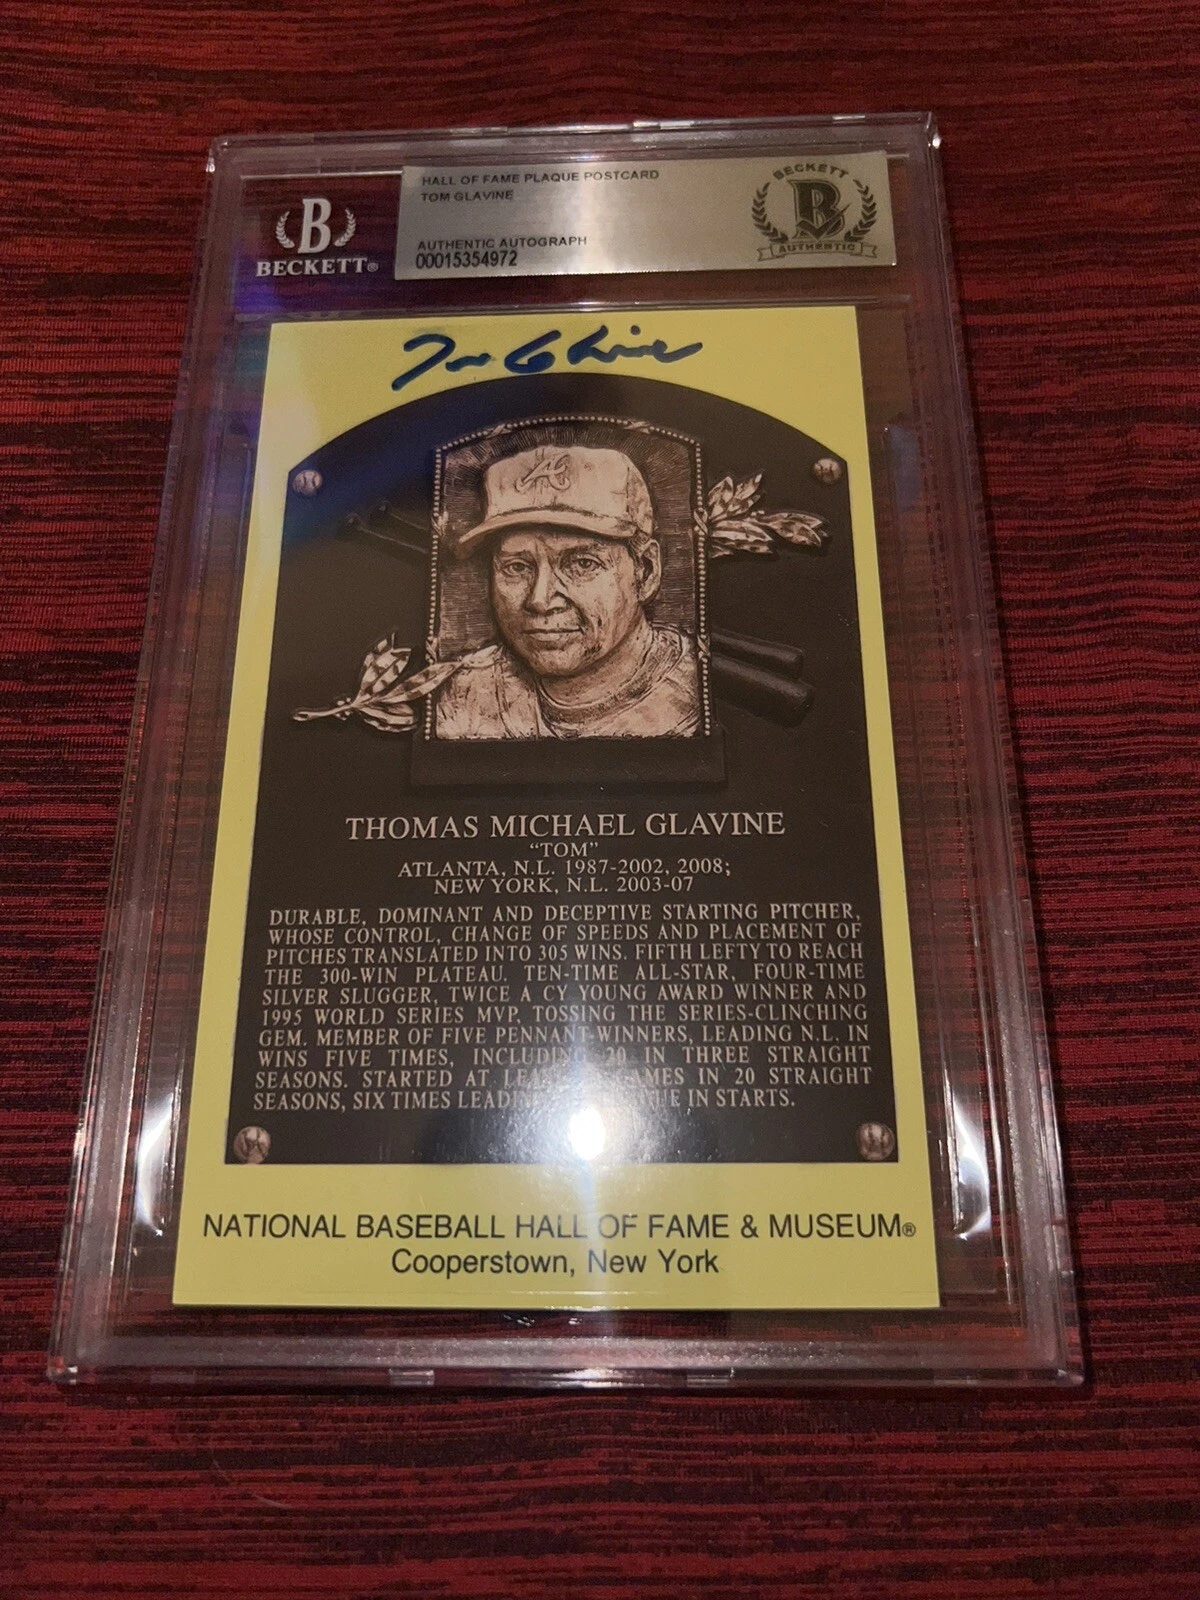 HALL OF FAME PLAQUE POSTCARD
TOM GLAVINE
AUTHENTIC AUTOGRAPH
00015354972
B
BECKETT®
BECKETT
B
AUTHENTIC
Tom Glavine
A
THOMAS MICHAEL GLAVINE
“TOM”
ATLANTA, N.L. 1987-2002, 2008;
NEW YORK, N.L. 2003-07
DURABLE, DOMINANT AND DECEPTIVE STARTING PITCHER,
WHOSE CONTROL, CHANGE OF SPEEDS AND PLACEMENT OF
PITCHES TRANSLATED INTO 305 WINS. FIFTH LEFTY TO REACH
THE 300-WIN PLATEAU. TEN-TIME ALL-STAR, FOUR-TIME
SILVER SLUGGER, TWICE A CY YOUNG AWARD WINNER AND
1995 WORLD SERIES MVP, TOSSING THE SERIES-CLINCHING
GEM. MEMBER OF FIVE PENNANT-WINNERS, LEADING N.L. IN
WINS FIVE TIMES, INCLUDING 20 IN THREE STRAIGHT
SEASONS. STARTED AT IN 20 STRAIGHT
SEASONS, SIX TIMES IN STARTS.
NATIONAL BASEBALL HALL OF FAME & MUSEUM®
Cooperstown, New York